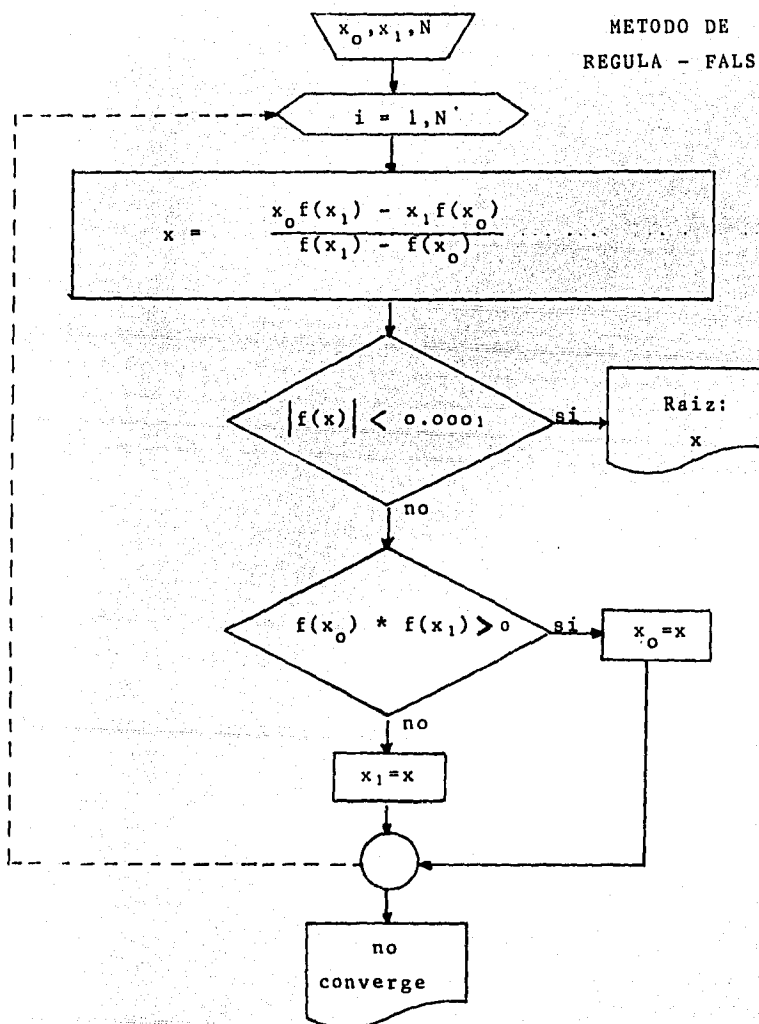 x₀,x₁,N
METODO DE
REGULA - FALS
i = 1,N
x = x₀f(x₁) - x₁f(x₀) / f(x₁) - f(x₀)
|f(x)| < 0.0001
si
Raiz:
x
no
f(x₀) * f(x₁) > 0
si
x₀=x
no
x₁=x
no
converge